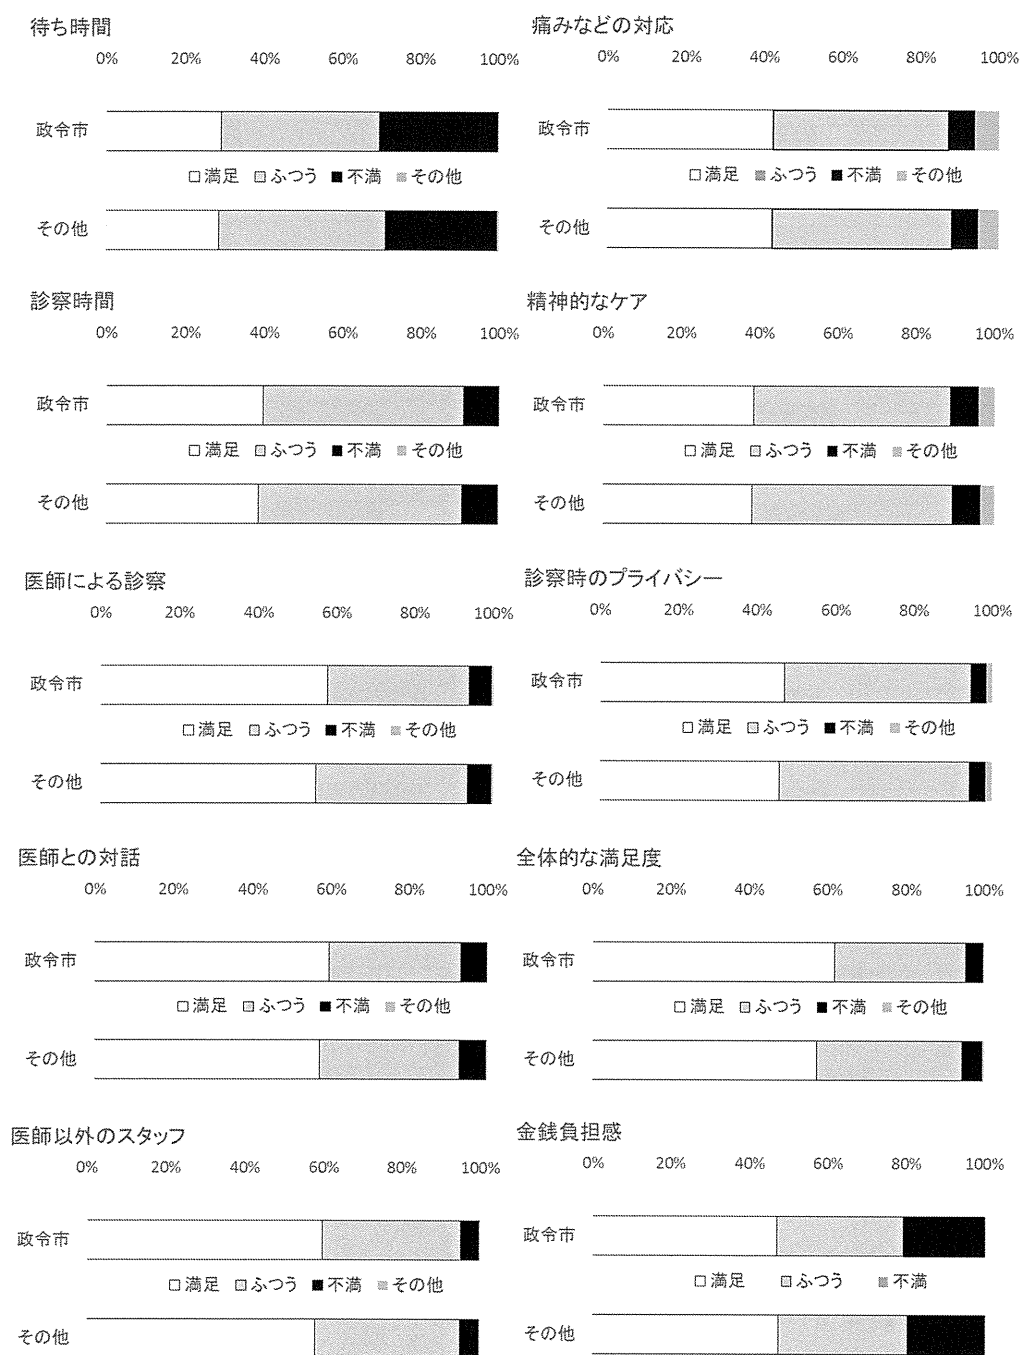 待ち時間
0% 20% 40% 60% 80% 100%
政令市
□満足 □ふつう ■不満 ■その他
その他
痛みなどの対応
0% 20% 40% 60% 80% 100%
政令市
□満足 ■ふつう ■不満 ■その他
その他
診察時間
0% 20% 40% 60% 80% 100%
政令市
□満足 □ふつう ■不満 ■その他
その他
精神的なケア
0% 20% 40% 60% 80% 100%
政令市
□満足 □ふつう ■不満 ■その他
その他
医師による診察
0% 20% 40% 60% 80% 100%
政令市
□満足 □ふつう ■不満 ■その他
その他
診察時のプライバシー
0% 20% 40% 60% 80% 100%
政令市
□満足 □ふつう ■不満 ■その他
その他
医師との対話
0% 20% 40% 60% 80% 100%
政令市
□満足 □ふつう ■不満 ■その他
その他
全体的な満足度
0% 20% 40% 60% 80% 100%
政令市
□満足 □ふつう ■不満 ■その他
その他
医師以外のスタッフ
0% 20% 40% 60% 80% 100%
政令市
□満足 □ふつう ■不満 ■その他
その他
金銭負担感
0% 20% 40% 60% 80% 100%
政令市
□満足 □ふつう ■不満
その他